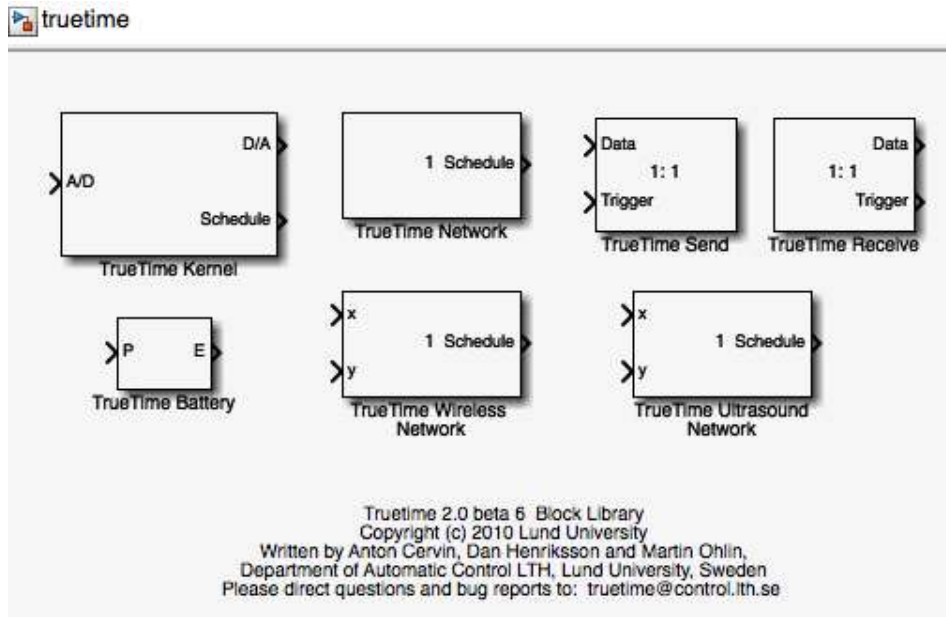 truetime
D/A
A/D
Schedule
TrueTime Kernel
1 Schedule
TrueTime Network
Data
1: 1
Trigger
TrueTime Send
Data
1: 1
Trigger
TrueTime Receive
P E
TrueTime Battery
x
1 Schedule
y
TrueTime Wireless
Network
x
1 Schedule
y
TrueTime Ultrasound
Network
Truetime 2.0 beta 6 Block Library
Copyright (c) 2010 Lund University
Written by Anton Cervin, Dan Henriksson and Martin Ohlin,
Department of Automatic Control LTH, Lund University, Sweden
Please direct questions and bug reports to: truetime@control.lth.se